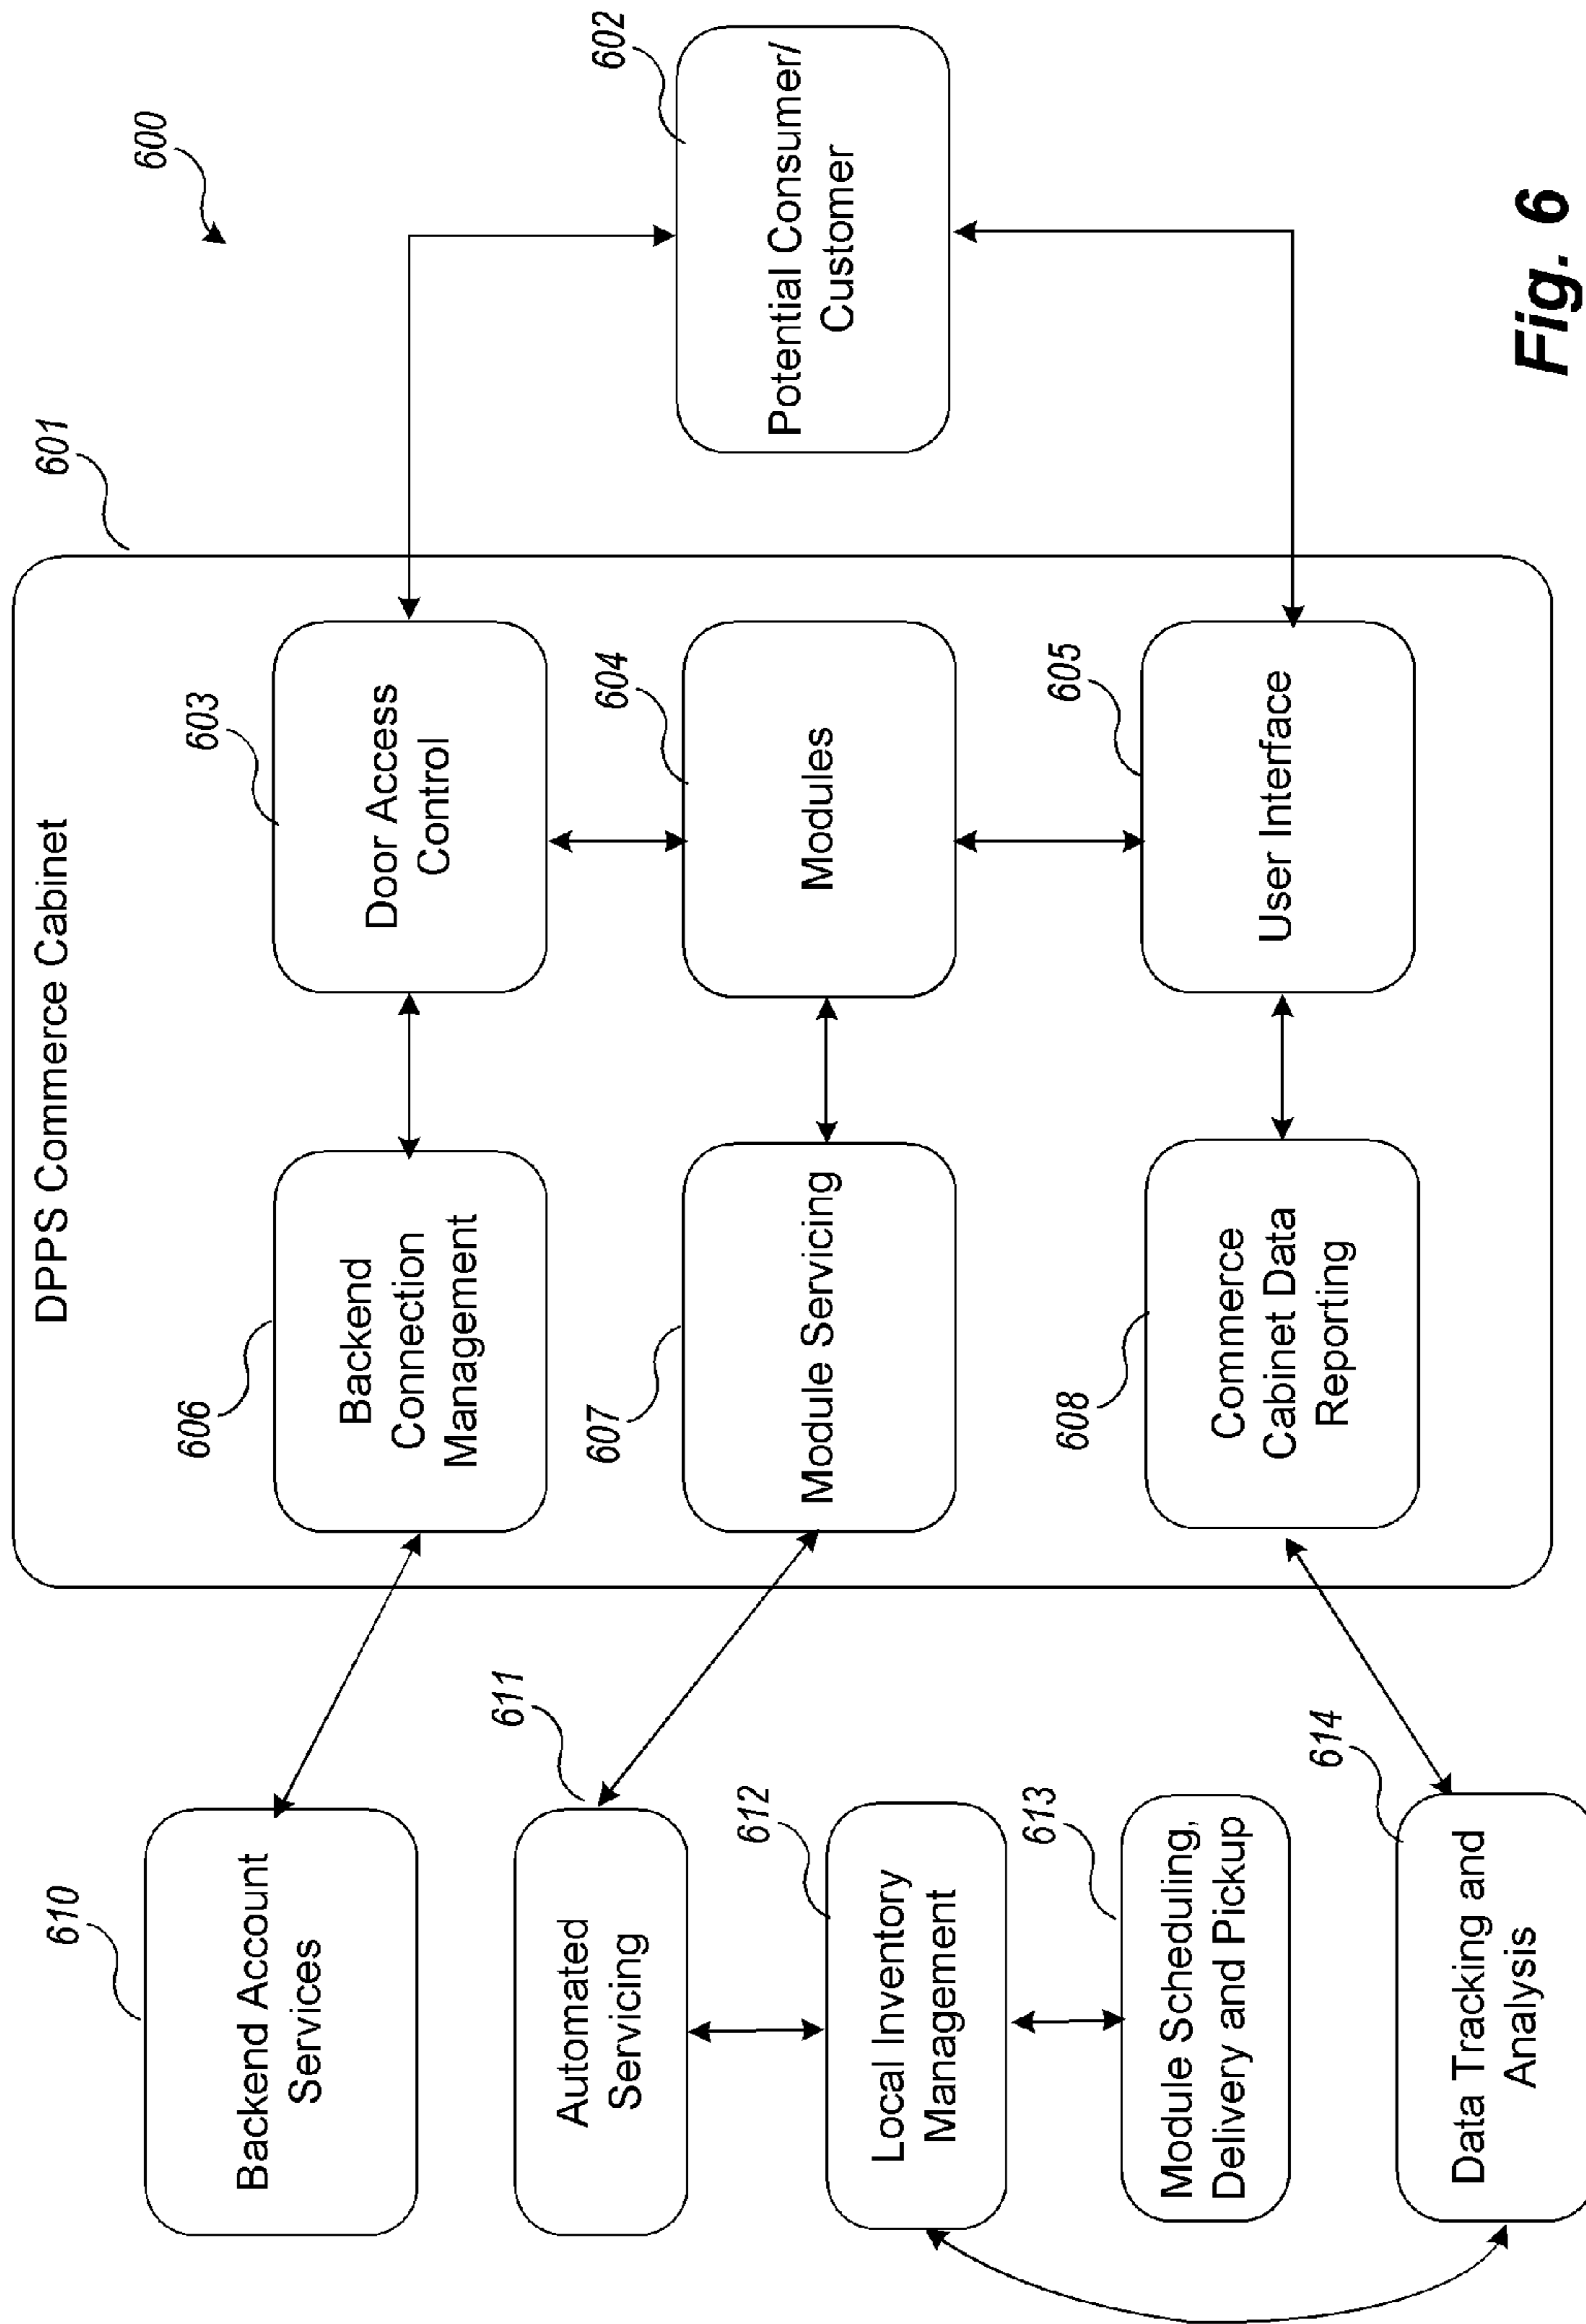 600
601
DPPS Commerce Cabinet
610
Backend Account
Services
606
Backend
Connection
Management
603
Door Access
Control
602
Potential Consumer/
Customer
611
Automated
Servicing
607
Module Servicing
604
Modules
612
Local Inventory
Management
613
Module Scheduling,
Delivery and Pickup
608
Commerce
Cabinet Data
Reporting
605
User Interface
614
Data Tracking and
Analysis
Fig. 6